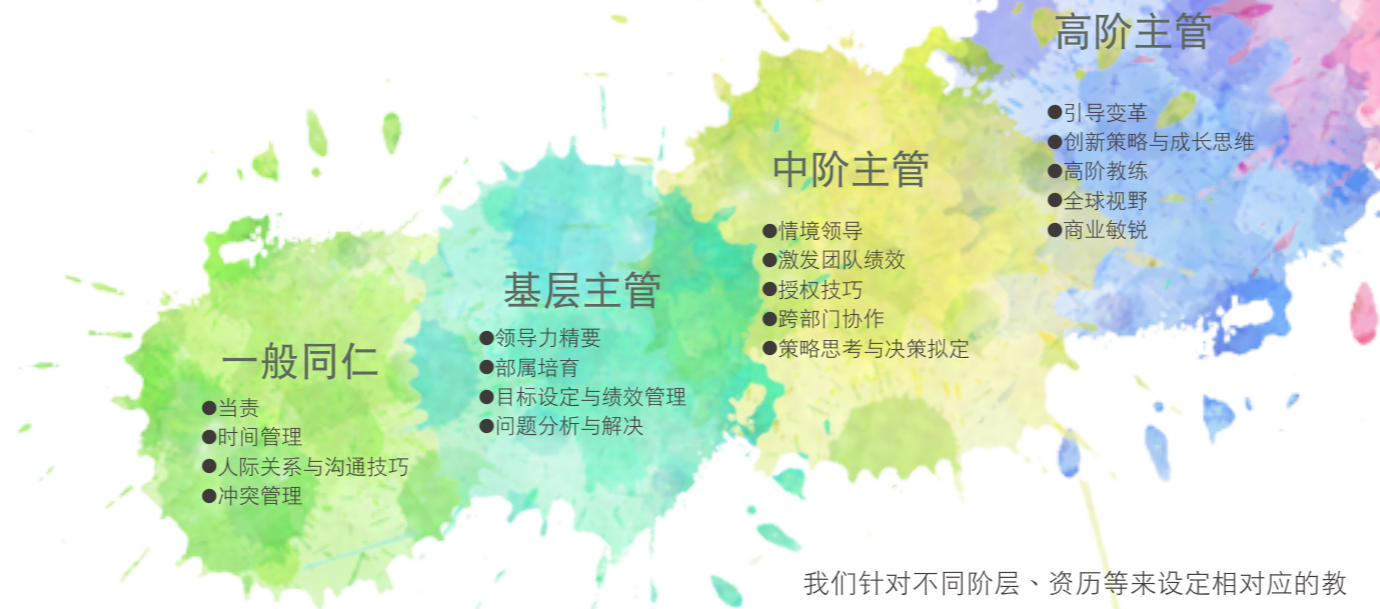 高阶主管
●引导变革
●创新策略与成长思维
●高阶教练
●全球视野
●商业敏锐
中阶主管
●情境领导
●激发团队绩效
●授权技巧
●跨部门协作
●策略思考与决策拟定
基层主管
●领导力精要
●部属培育
●目标设定与绩效管理
●问题分析与解决
一般同仁
●当责
●时间管理
●人际关系与沟通技巧
●冲突管理
我们针对不同阶层、资历等来设定相对应的教